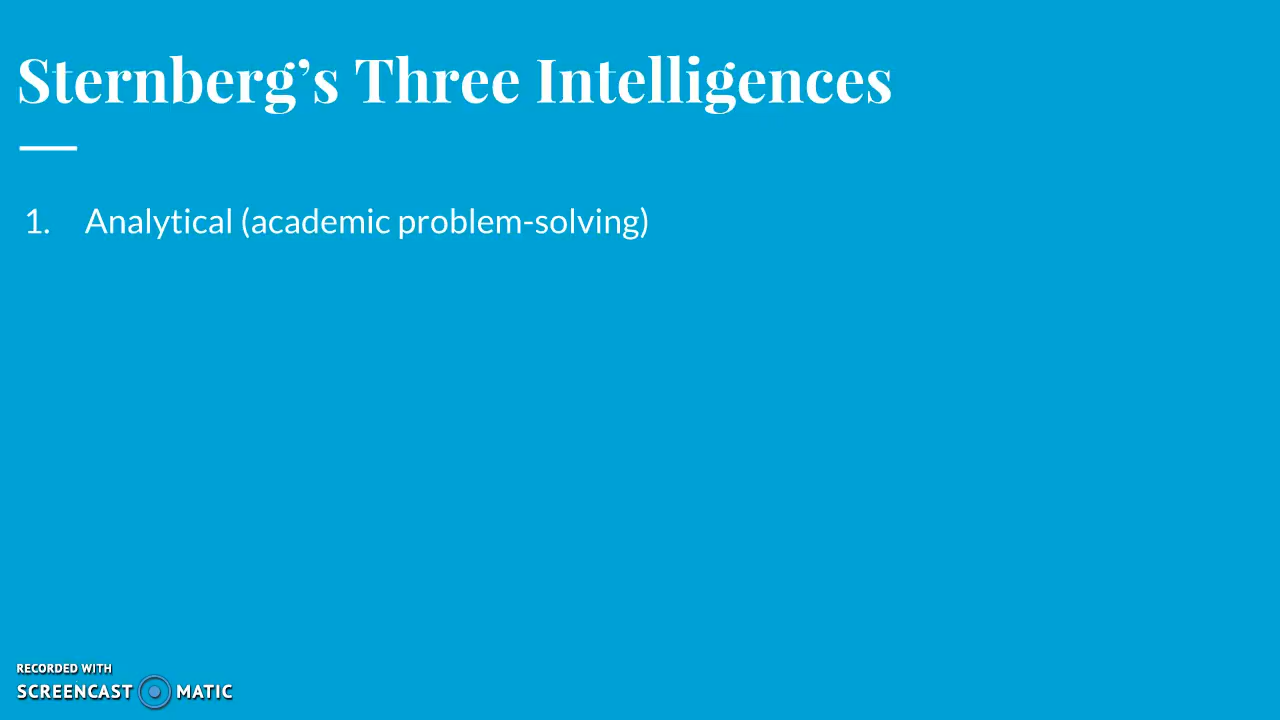 Sternberg’s Three Intelligences
1. Analytical (academic problem-solving)
RECORDED WITH
SCREENCAST MATIC